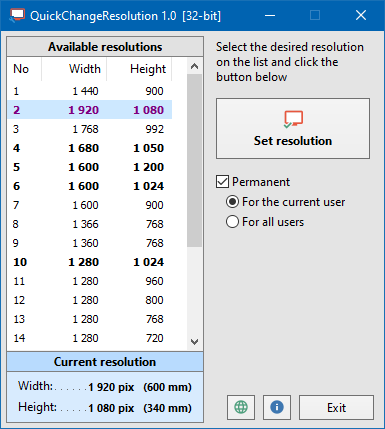 QuickChangeResolution 1.0 [32-bit]
Available resolutions
No Width Height
1 1 440 900
2 1 920 1 080
3 1 768 992
4 1 680 1 050
5 1 600 1 200
6 1 600 1 024
7 1 600 900
8 1 366 768
9 1 360 768
10 1 280 1 024
11 1 280 960
12 1 280 800
13 1 280 768
14 1 280 720
Current resolution
Width: . . . . . . 1 920 pix (600 mm)
Height: . . . . . 1 080 pix (340 mm)
Select the desired resolution
on the list and click the
button below
Set resolution
Permanent
For the current user
For all users
Exit